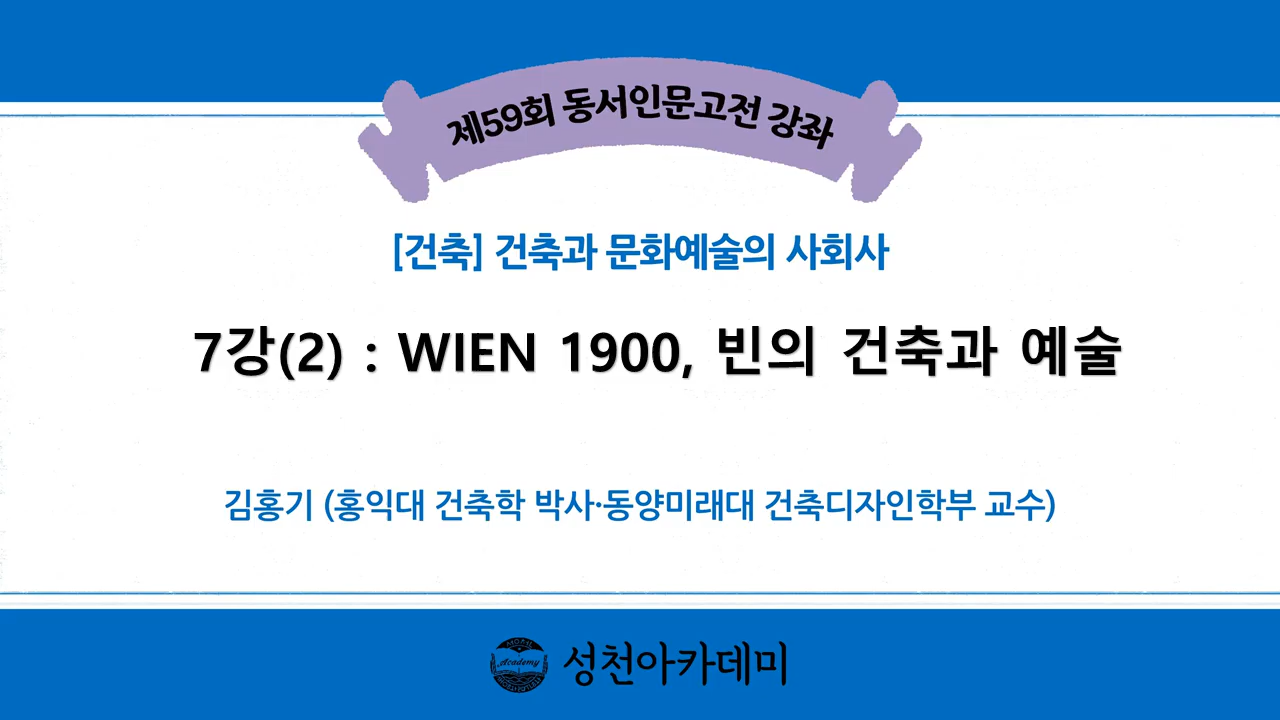 제59회 동서인문고전 강좌
[건축] 건축과 문화예술의 사회사
7강(2) : WIEN 1900, 빈의 건축과 예술
김홍기 (홍익대 건축학 박사·동양미래대 건축디자인학부 교수)
Academy
성천아카데미